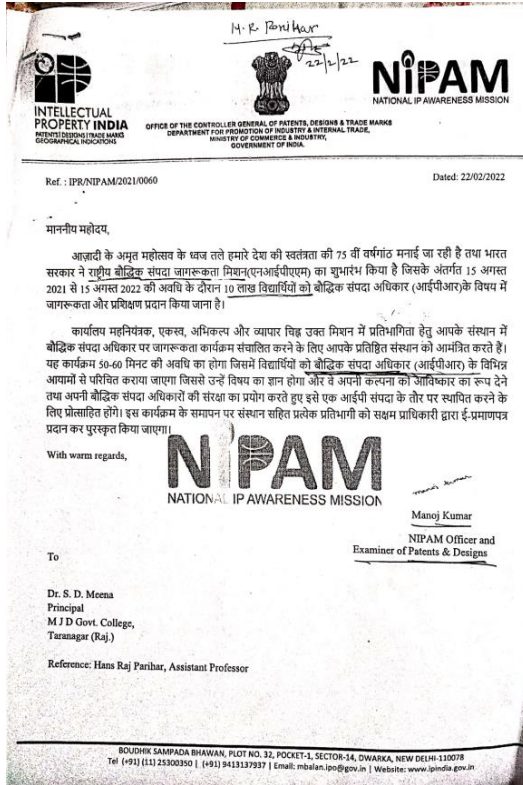 H. R. Parihar
22/2/22
INTELLECTUAL
PROPERTY INDIA
PATENTS | DESIGNS | TRADE MARKS
GEOGRAPHICAL INDICATIONS
NIPAM
NATIONAL IP AWARENESS MISSION
OFFICE OF THE CONTROLLER GENERAL OF PATENTS, DESIGNS & TRADE MARKS
DEPARTMENT FOR PROMOTION OF INDUSTRY & INTERNAL TRADE,
MINISTRY OF COMMERCE & INDUSTRY,
GOVERNMENT OF INDIA.
Ref. : IPR/NIPAM/2021/0060
Dated: 22/02/2022
माननीय महोदय,
आज़ादी के अमृत महोत्सव के ध्वज तले हमारे देश की स्वतंत्रता की 75 वीं वर्षगांठ मनाई जा रही है तथा भारत
सरकार ने राष्ट्रीय बौद्धिक संपदा जागरूकता मिशन(एनआईपीएएम) का शुभारंभ किया है जिसके अंतर्गत 15 अगस्त
2021 से 15 अगस्त 2022 की अवधि के दौरान 10 लाख विद्यार्थियों को बौद्धिक संपदा अधिकार (आईपीआर)के विषय में
जागरूकता और प्रशिक्षण प्रदान किया जाना है।
कार्यालय महनियंत्रक, एकस्व, अभिकल्प और व्यापार चिह्न उक्त मिशन में प्रतिभागिता हेतु आपके संस्थान में
बौद्धिक संपदा अधिकार पर जागरूकता कार्यक्रम संचालित करने के लिए आपके प्रतिष्ठित संस्थान को आमंत्रित करते हैं।
यह कार्यक्रम 50-60 मिनट की अवधि का होगा जिसमें विद्यार्थियों को बौद्धिक संपदा अधिकार (आईपीआर) के विभिन्न
आयामों से परिचित कराया जाएगा जिससे उन्हें विषय का ज्ञान होगा और वे अपनी कल्पना को आविष्कार का रूप देने
तथा अपनी बौद्धिक संपदा अधिकारों की संरक्षा का प्रयोग करते हुए इसे एक आईपी संपदा के तौर पर स्थापित करने के
लिए प्रोत्साहित होंगे। इस कार्यक्रम के समापन पर संस्थान सहित प्रत्येक प्रतिभागी को सक्षम प्राधिकारी द्वारा ई-प्रमाणपत्र
प्रदान कर पुरस्कृत किया जाएगा।
With warm regards,
NIPAM
NATIONAL IP AWARENESS MISSION
Manoj Kumar
Manoj Kumar
NIPAM Officer and
Examiner of Patents & Designs
To
Dr. S. D. Meena
Principal
M J D Govt. College,
Taranagar (Raj.)
Reference: Hans Raj Parihar, Assistant Professor
BOUDHIK SAMPADA BHAWAN, PLOT NO. 32, POCKET-1, SECTOR-14, DWARKA, NEW DELHI-110078
Tel (+91) (11) 25300350 | (+91) 9413137937 | Email: mbalan.ipo@gov.in | Website: www.ipindia.gov.in